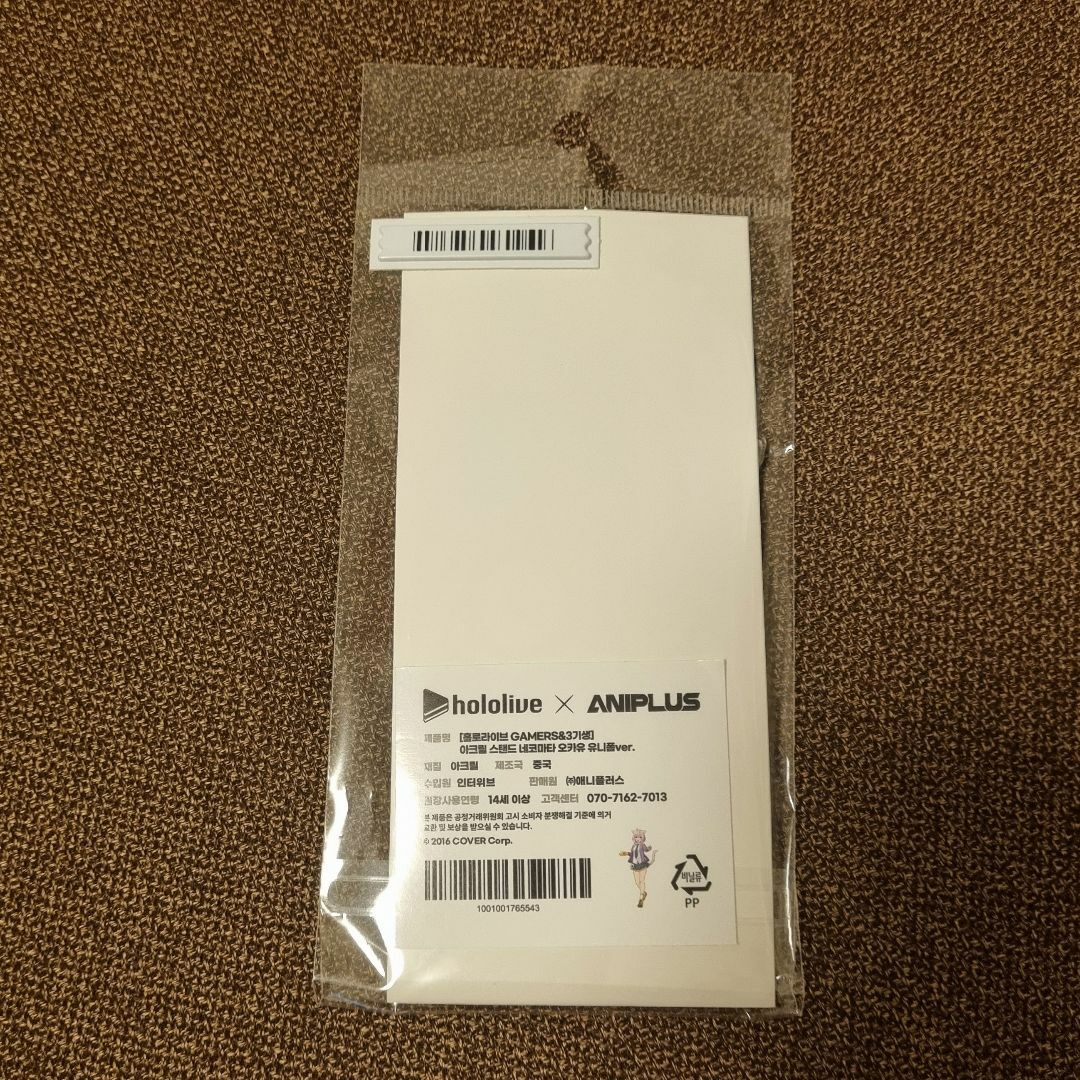 hololive × ANIPLUS
제품명 [홀로라이브 GAMERS&3기생]
아크릴 스탠드 네코마타 오카유 유니폼ver.
재질 아크릴 제조국 중국
수입원 인터위브 판매원 ㈜애니플러스
권장사용연령 14세 이상 고객센터 070-7162-7013
본 제품은 공정거래위원회 고시 소비자 분쟁해결 기준에 의거
교환 및 보상을 받으실 수 있습니다.
© 2016 COVER Corp.
1001001765543
비닐류
PP